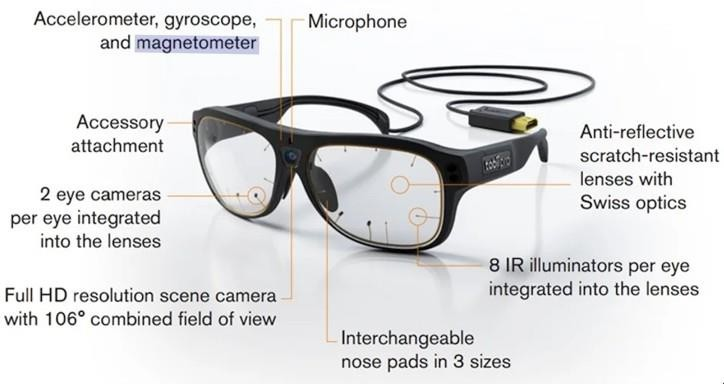 Accelerometer, gyroscope,
and magnetometer
Microphone
Accessory
attachment
2 eye cameras
per eye integrated
into the lenses
Full HD resolution scene camera
with 106° combined field of view
Anti-reflective
scratch-resistant
lenses with
Swiss optics
8 IR illuminators per eye
integrated into the lenses
Interchangeable
nose pads in 3 sizes
tobii pro